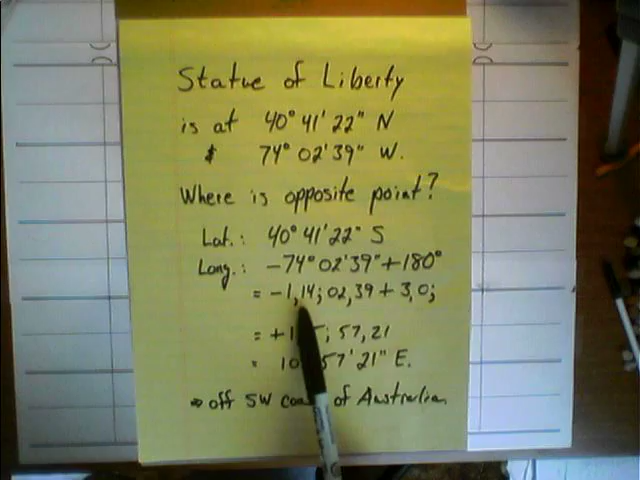 Statue of Liberty
is at 40° 41' 22" N
& 74° 02' 39" W.
Where is opposite point?
Lat.: 40° 41' 22" S
Long.: -74° 02' 39" + 180°
= -1,14; 02,39 + 3,0;
= +1 ; 57,21
= 57' 21" E.
⇒ off SW of Australia.